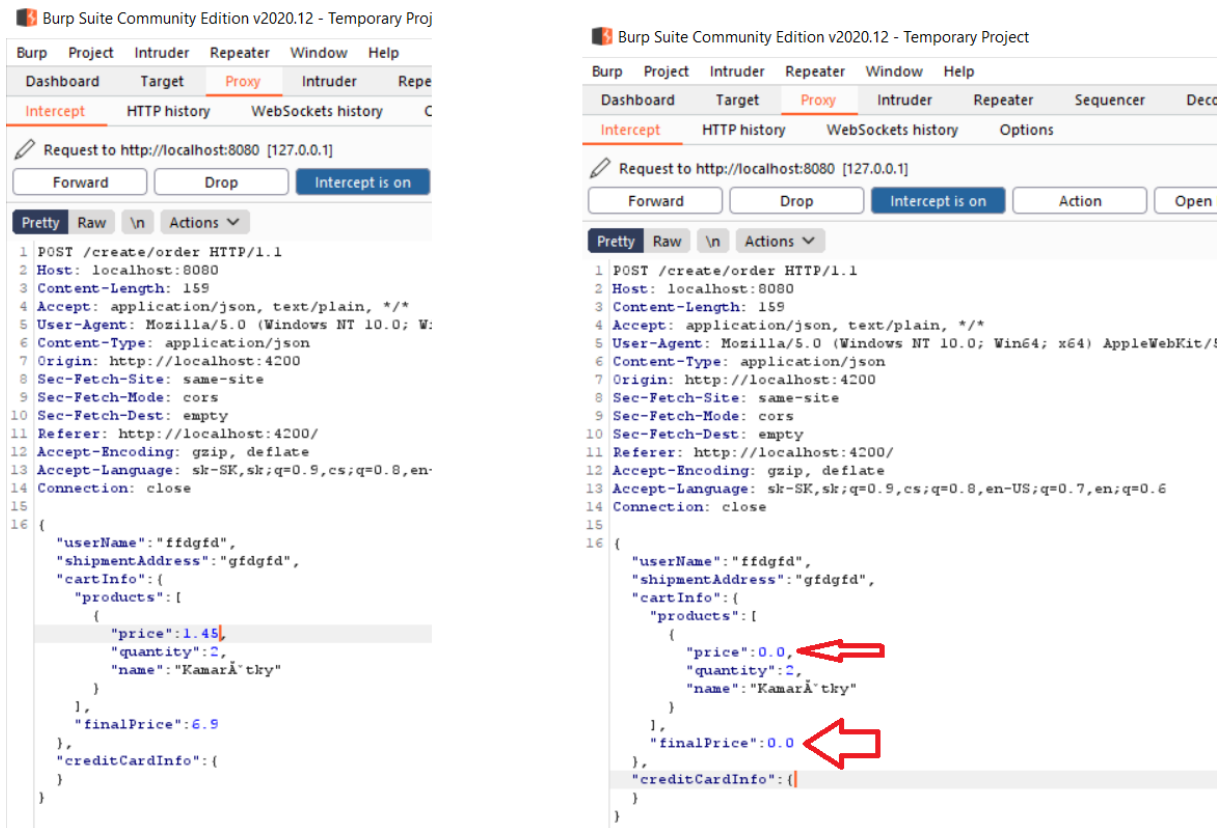 Burp Suite Community Edition v2020.12 - Temporary Proj
Burp Project Intruder Repeater Window Help
Dashboard Target Proxy Intruder Repe
Intercept HTTP history WebSockets history
Request to http://localhost:8080 [127.0.0.1]
Forward Drop Intercept is on
Pretty Raw \n Actions
1 POST /create/order HTTP/1.1
2 Host: localhost:8080
3 Content-Length: 159
4 Accept: application/json, text/plain, */*
5 User-Agent: Mozilla/5.0 (Windows NT 10.0;
6 Content-Type: application/json
7 Origin: http://localhost:4200
8 Sec-Fetch-Site: same-site
9 Sec-Fetch-Mode: cors
10 Sec-Fetch-Dest: empty
11 Referer: http://localhost:4200/
12 Accept-Encoding: gzip, deflate
13 Accept-Language: sk-SK,sk;q=0.9,cs;q=0.8,en-
14 Connection: close
15
16 {
"userName":"ffdgfd",
"shipmentAddress":"gfdgfd",
"cartInfo":{
"products":[
{
"price":1.45,
"quantity":2,
"name":"KamarĂˇtky"
}
],
"finalPrice":6.9
},
"creditCardInfo":{
}
}
Burp Suite Community Edition v2020.12 - Temporary Project
Burp Project Intruder Repeater Window Help
Dashboard Target Proxy Intruder Repeater Sequencer Deco
Intercept HTTP history WebSockets history Options
Request to http://localhost:8080 [127.0.0.1]
Forward Drop Intercept is on Action Open
Pretty Raw \n Actions
1 POST /create/order HTTP/1.1
2 Host: localhost:8080
3 Content-Length: 159
4 Accept: application/json, text/plain, */*
5 User-Agent: Mozilla/5.0 (Windows NT 10.0; Win64; x64) AppleWebKit/5
6 Content-Type: application/json
7 Origin: http://localhost:4200
8 Sec-Fetch-Site: same-site
9 Sec-Fetch-Mode: cors
10 Sec-Fetch-Dest: empty
11 Referer: http://localhost:4200/
12 Accept-Encoding: gzip, deflate
13 Accept-Language: sk-SK,sk;q=0.9,cs;q=0.8,en-US;q=0.7,en;q=0.6
14 Connection: close
15
16 {
"userName":"ffdgfd",
"shipmentAddress":"gfdgfd",
"cartInfo":{
"products":[
{
"price":0.0,
"quantity":2,
"name":"KamarĂˇtky"
}
],
"finalPrice":0.0
},
"creditCardInfo":{
}
}